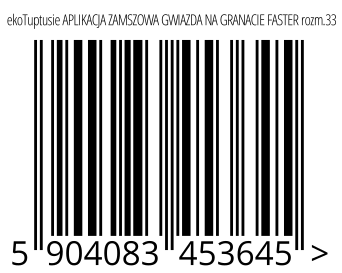 ekoTuptusie APLIKACJA ZAMSZOWA GWIAZDA NA GRANACIE FASTER rozm.33
5 904083 453645 >